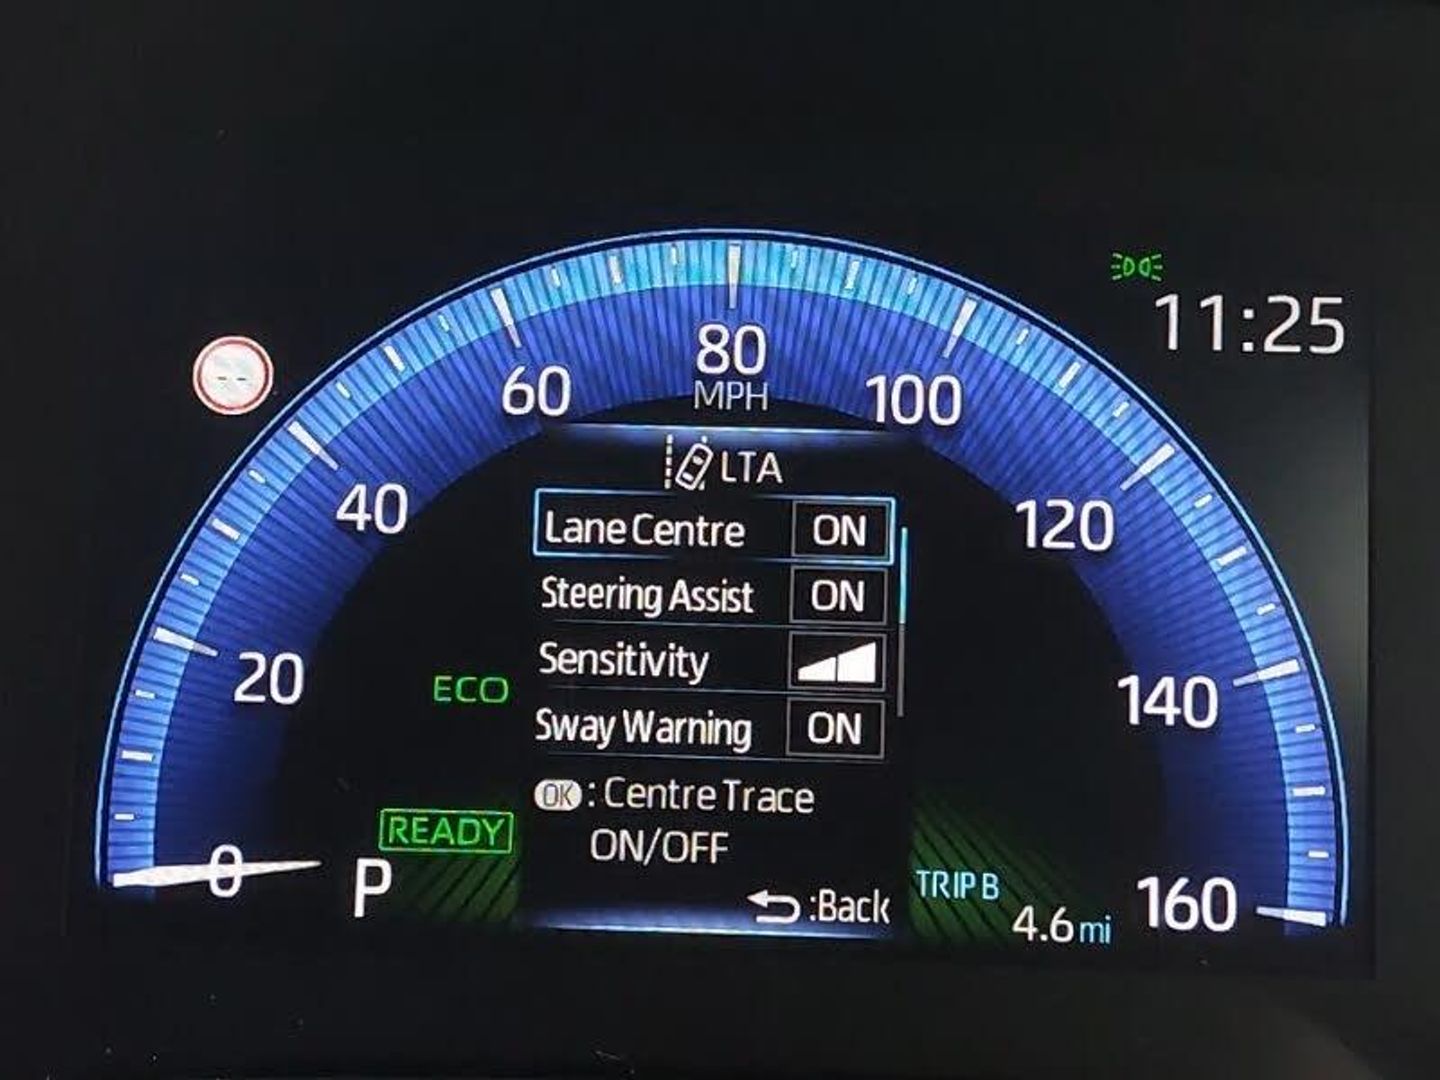 11:25
80
MPH
60
100
40
120
20
140
0
160
--
LTA
Lane Centre ON
Steering Assist ON
Sensitivity
Sway Warning ON
OK : Centre Trace
ON/OFF
:Back
ECO
READY
P
TRIP B
4.6 mi